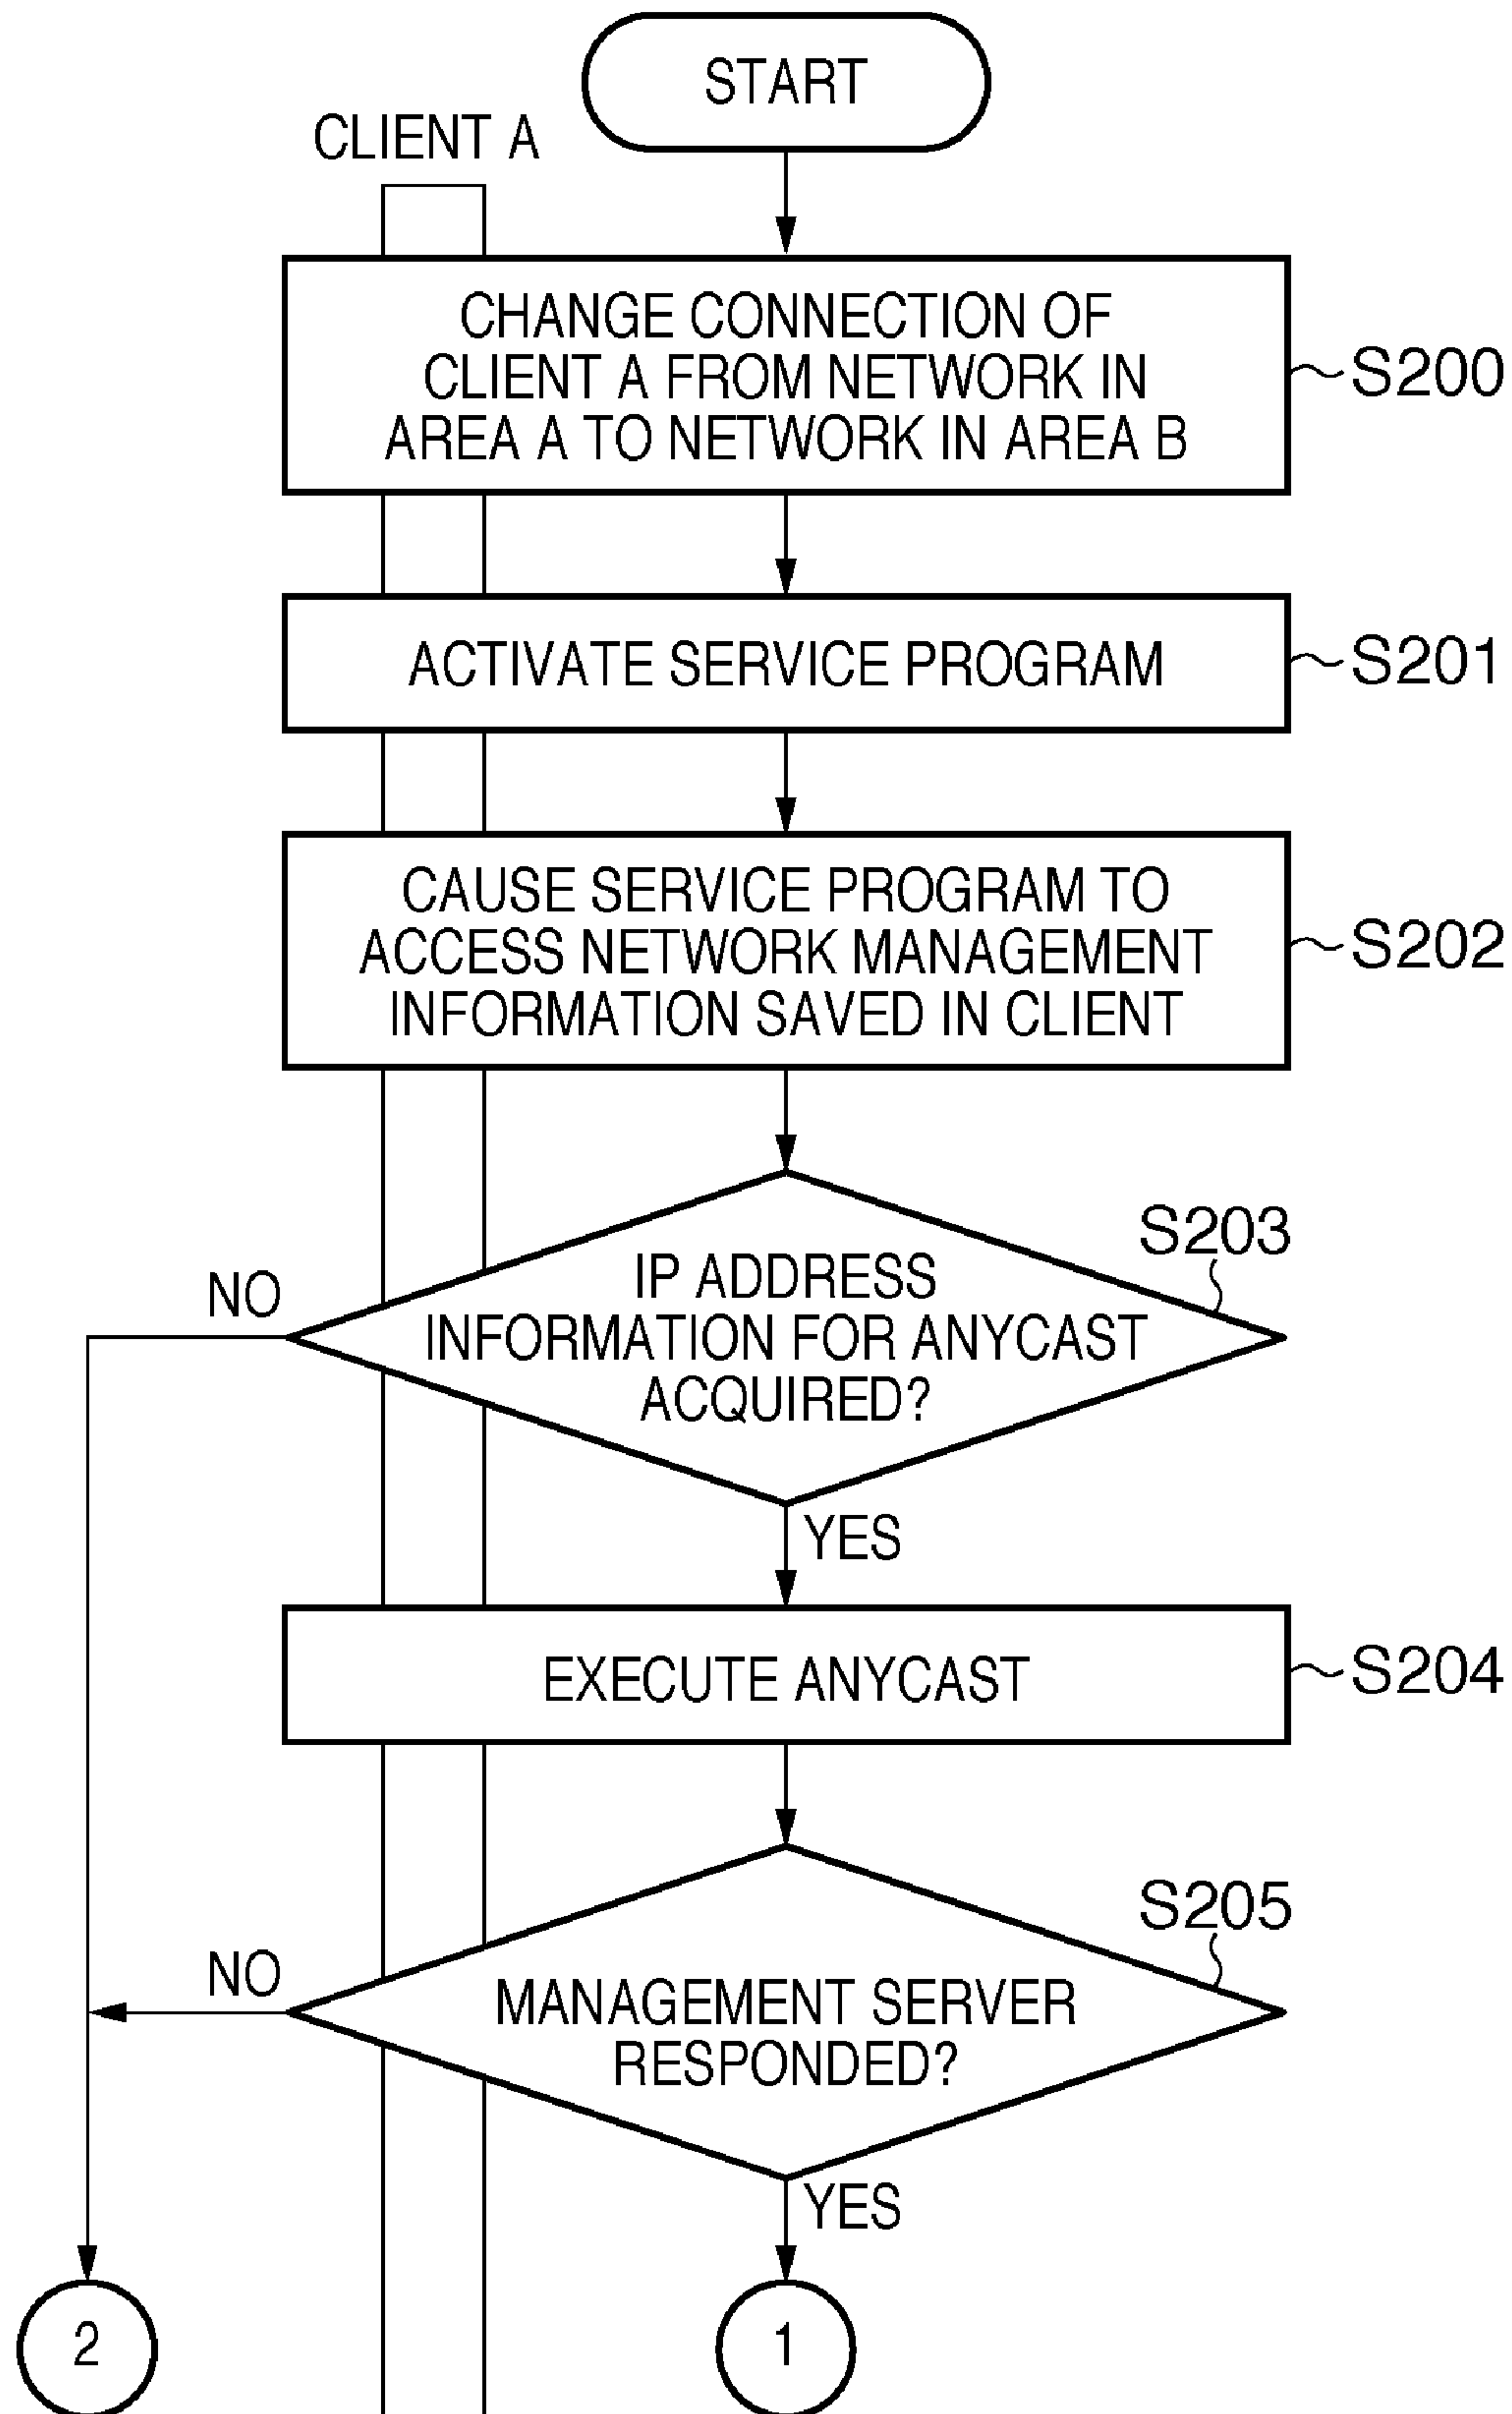 START
CLIENT A
CHANGE CONNECTION OF
CLIENT A FROM NETWORK IN
AREA A TO NETWORK IN AREA B
S200
ACTIVATE SERVICE PROGRAM
S201
CAUSE SERVICE PROGRAM TO
ACCESS NETWORK MANAGEMENT
INFORMATION SAVED IN CLIENT
S202
S203
NO
IP ADDRESS
INFORMATION FOR ANYCAST
ACQUIRED?
YES
EXECUTE ANYCAST
S204
S205
NO
MANAGEMENT SERVER
RESPONDED?
YES
2
1